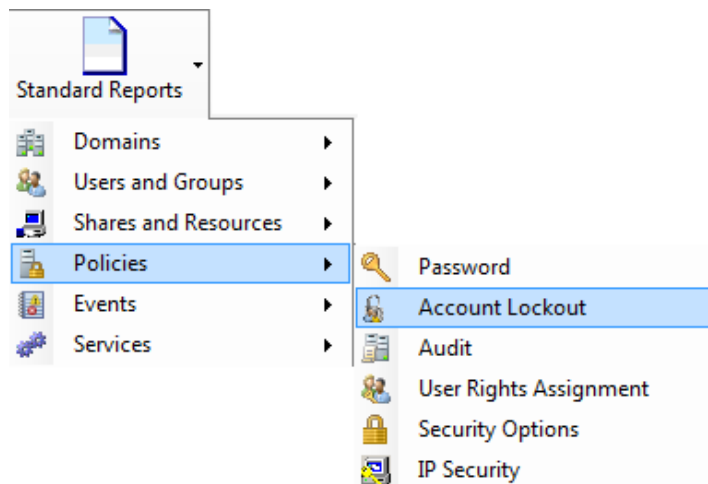 Standard Reports
Domains
Users and Groups
Shares and Resources
Policies
Events
Services
Password
Account Lockout
Audit
User Rights Assignment
Security Options
IP Security